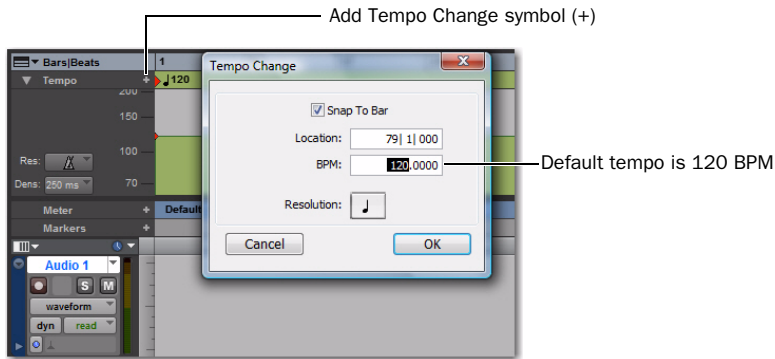 Add Tempo Change symbol (+)
Bars|Beats
1
Tempo +
120
200
150
100
70
Res:
Dens: 250 ms
Meter +
Default
Markers +
Audio 1
S M
waveform
dyn read
Tempo Change
Snap To Bar
Location: 79| 1| 000
BPM: 120.0000
Resolution:
Cancel OK
Default tempo is 120 BPM